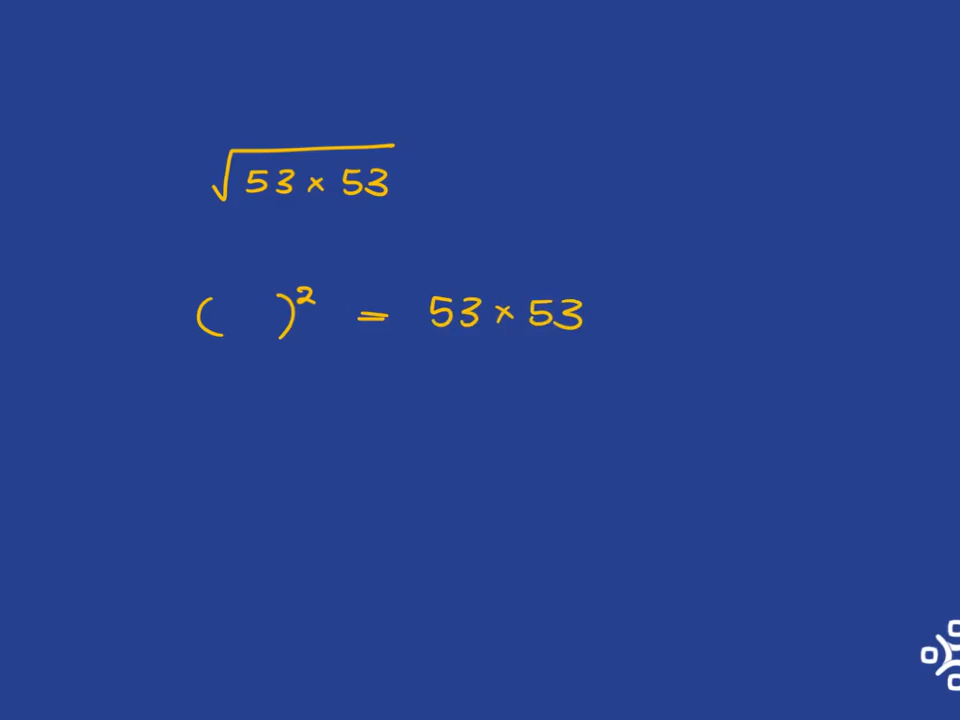 √53 × 53
(   )² = 53 × 53